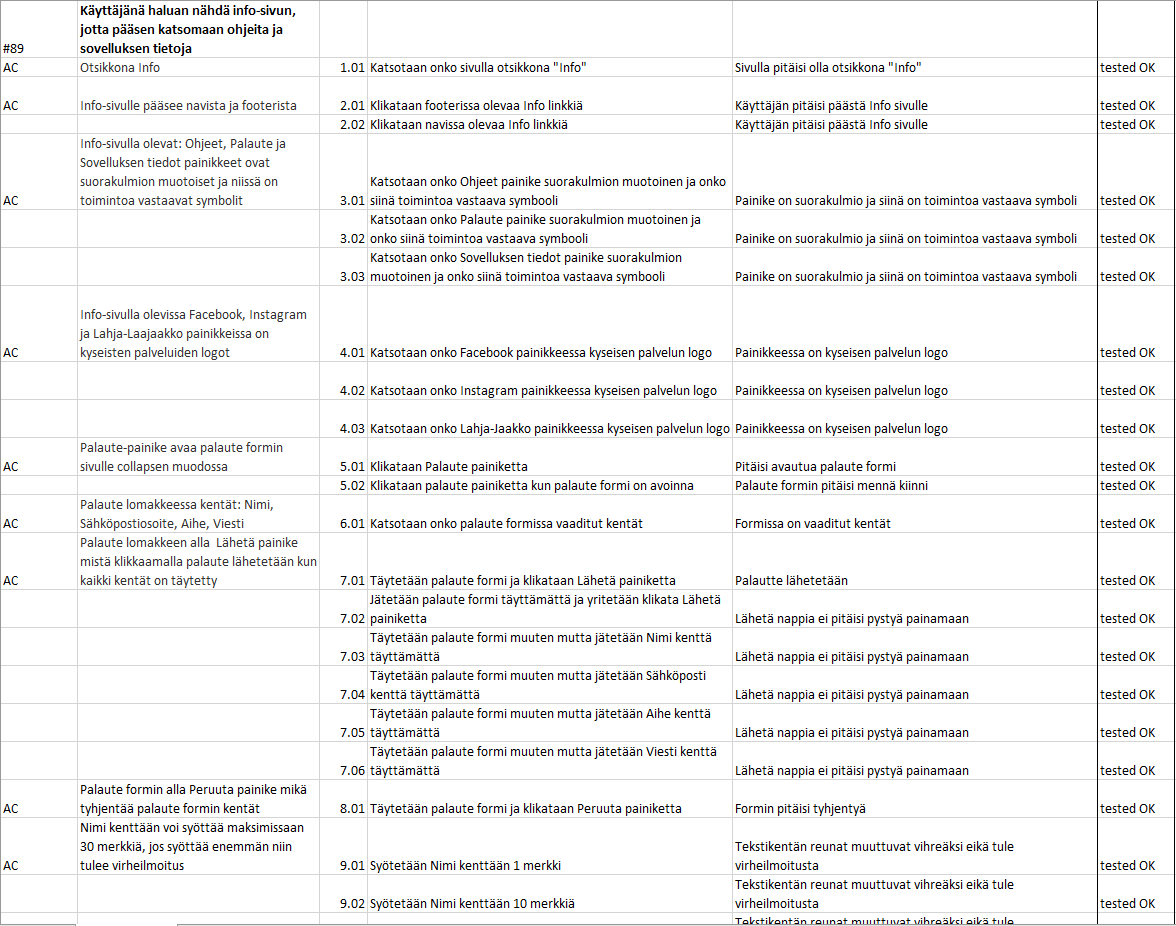 Käyttäjänä haluan nähdä info-sivun,
jotta pääsen katsomaan ohjeita ja
#89 sovelluksen tietoja
AC Otsikkona Info 1.01 Katsotaan onko sivulla otsikkona "Info" Sivulla pitäisi olla otsikkona "Info" tested OK
AC Info-sivulle pääsee navista ja footerista 2.01 Klikataan footerissa olevaa Info linkkiä Käyttäjän pitäisi päästä Info sivulle tested OK
2.02 Klikataan navissa olevaa Info linkkiä Käyttäjän pitäisi päästä Info sivulle tested OK
Info-sivulla olevat: Ohjeet, Palaute ja
Sovelluksen tiedot painikkeet ovat
suorakulmion muotoiset ja niissä on Katsotaan onko Ohjeet painike suorakulmion muotoinen ja onko
AC toimintoa vastaavat symbolit 3.01 siinä toimintoa vastaava symbooli Painike on suorakulmio ja siinä on toimintoa vastaava symboli tested OK
Katsotaan onko Palaute painike suorakulmion muotoinen ja
3.02 onko siinä toimintoa vastaava symbooli Painike on suorakulmio ja siinä on toimintoa vastaava symboli tested OK
Katsotaan onko Sovelluksen tiedot painike suorakulmion
3.03 muotoinen ja onko siinä toimintoa vastaava symbooli Painike on suorakulmio ja siinä on toimintoa vastaava symboli tested OK
Info-sivulla olevissa Facebook, Instagram
ja Lahja-Laajaakko painikkeissa on
AC kyseisten palveluiden logot 4.01 Katsotaan onko Facebook painikkeessa kyseisen palvelun logo Painikkeessa on kyseisen palvelun logo tested OK
4.02 Katsotaan onko Instagram painikkeessa kyseisen palvelun logo Painikkeessa on kyseisen palvelun logo tested OK
4.03 Katsotaan onko Lahja-Jaakko painikkeessa kyseisen palvelun logo Painikkeessa on kyseisen palvelun logo tested OK
Palaute-painike avaa palaute formin
AC sivulle collapsen muodossa 5.01 Klikataan Palaute painiketta Pitäisi avautua palaute formi tested OK
5.02 Klikataan palaute painiketta kun palaute formi on avoinna Palaute formin pitäisi mennä kiinni tested OK
Palaute lomakkeessa kentät: Nimi,
AC Sähköpostiosoite, Aihe, Viesti 6.01 Katsotaan onko palaute formissa vaaditut kentät Formissa on vaaditut kentät tested OK
Palaute lomakkeen alla Lähetä painike
mistä klikkaamalla palaute lähetetään kun
AC kaikki kentät on täytetty 7.01 Täytetään palaute formi ja klikataan Lähetä painiketta Palautte lähetetään tested OK
Jätetään palaute formi täyttämättä ja yritetään klikata Lähetä
7.02 painiketta Lähetä nappia ei pitäisi pystyä painamaan tested OK
Täytetään palaute formi muuten mutta jätetään Nimi kenttä
7.03 täyttämättä Lähetä nappia ei pitäisi pystyä painamaan tested OK
Täytetään palaute formi muuten mutta jätetään Sähköposti
7.04 kenttä täyttämättä Lähetä nappia ei pitäisi pystyä painamaan tested OK
Täytetään palaute formi muuten mutta jätetään Aihe kenttä
7.05 täyttämättä Lähetä nappia ei pitäisi pystyä painamaan tested OK
Täytetään palaute formi muuten mutta jätetään Viesti kenttä
7.06 täyttämättä Lähetä nappia ei pitäisi pystyä painamaan tested OK
Palaute formin alla Peruuta painike mikä
AC tyhjentää palaute formin kentät 8.01 Täytetään palaute formi ja klikataan Peruuta painiketta Formin pitäisi tyhjentyä tested OK
Nimi kenttään voi syöttää maksimissaan
30 merkkiä, jos syöttää enemmän niin Tekstikentän reunat muuttuvat vihreäksi eikä tule
AC tulee virheilmoitus 9.01 Syötetään Nimi kenttään 1 merkki virheilmoitusta tested OK
Tekstikentän reunat muuttuvat vihreäksi eikä tule
9.02 Syötetään Nimi kenttään 10 merkkiä virheilmoitusta tested OK
Tekstikentän reunat muuttuvat vihreäksi eikä tule